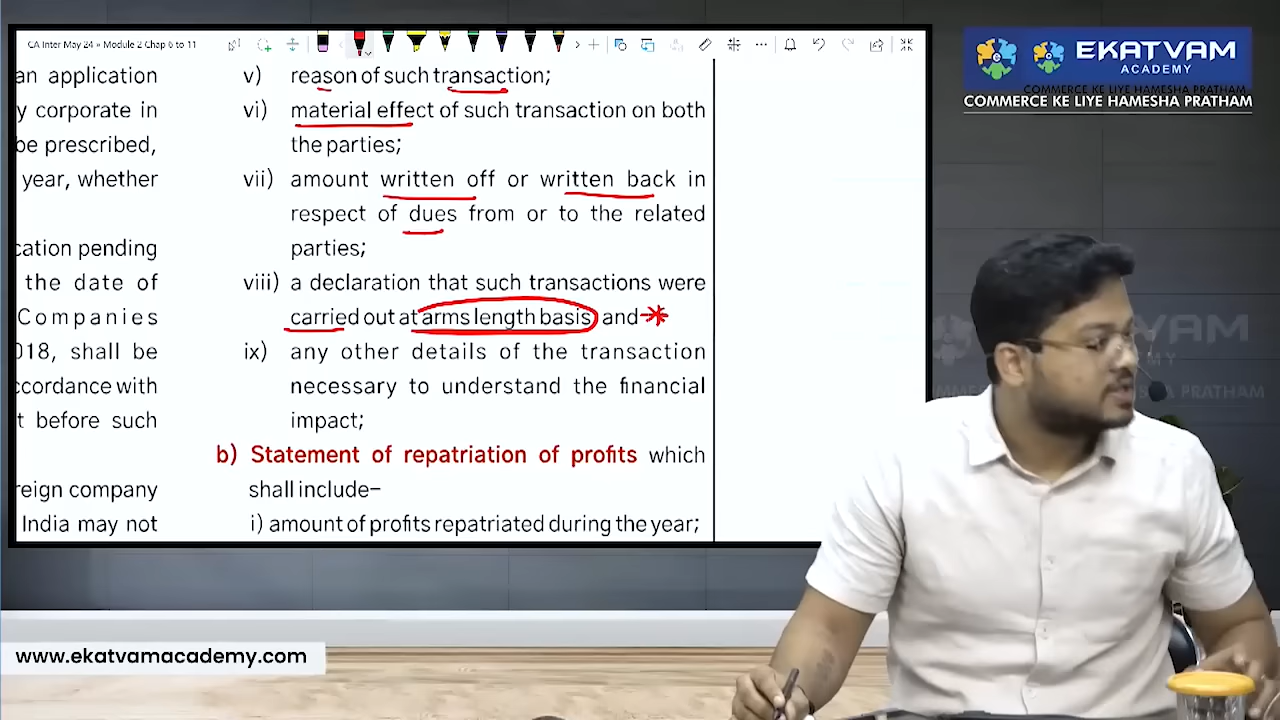 CA Inter May 24 » Module 2 Chap 6 to 11
an application
y corporate in
be prescribed,
year, whether
cation pending
the date of
Companies
018, shall be
ccordance with
t before such
reign company
India may not
v) reason of such transaction;
vi) material effect of such transaction on both
the parties;
vii) amount written off or written back in
respect of dues from or to the related
parties;
viii) a declaration that such transactions were
carried out at arms length basis and
ix) any other details of the transaction
necessary to understand the financial
impact;
b) Statement of repatriation of profits which
shall include–
i) amount of profits repatriated during the year;
EKATVAM
ACADEMY
COMMERCE KE LIYE HAMESHA PRATHAM
COMMERCE KE LIYE HAMESHA PRATHAM
www.ekatvamacademy.com